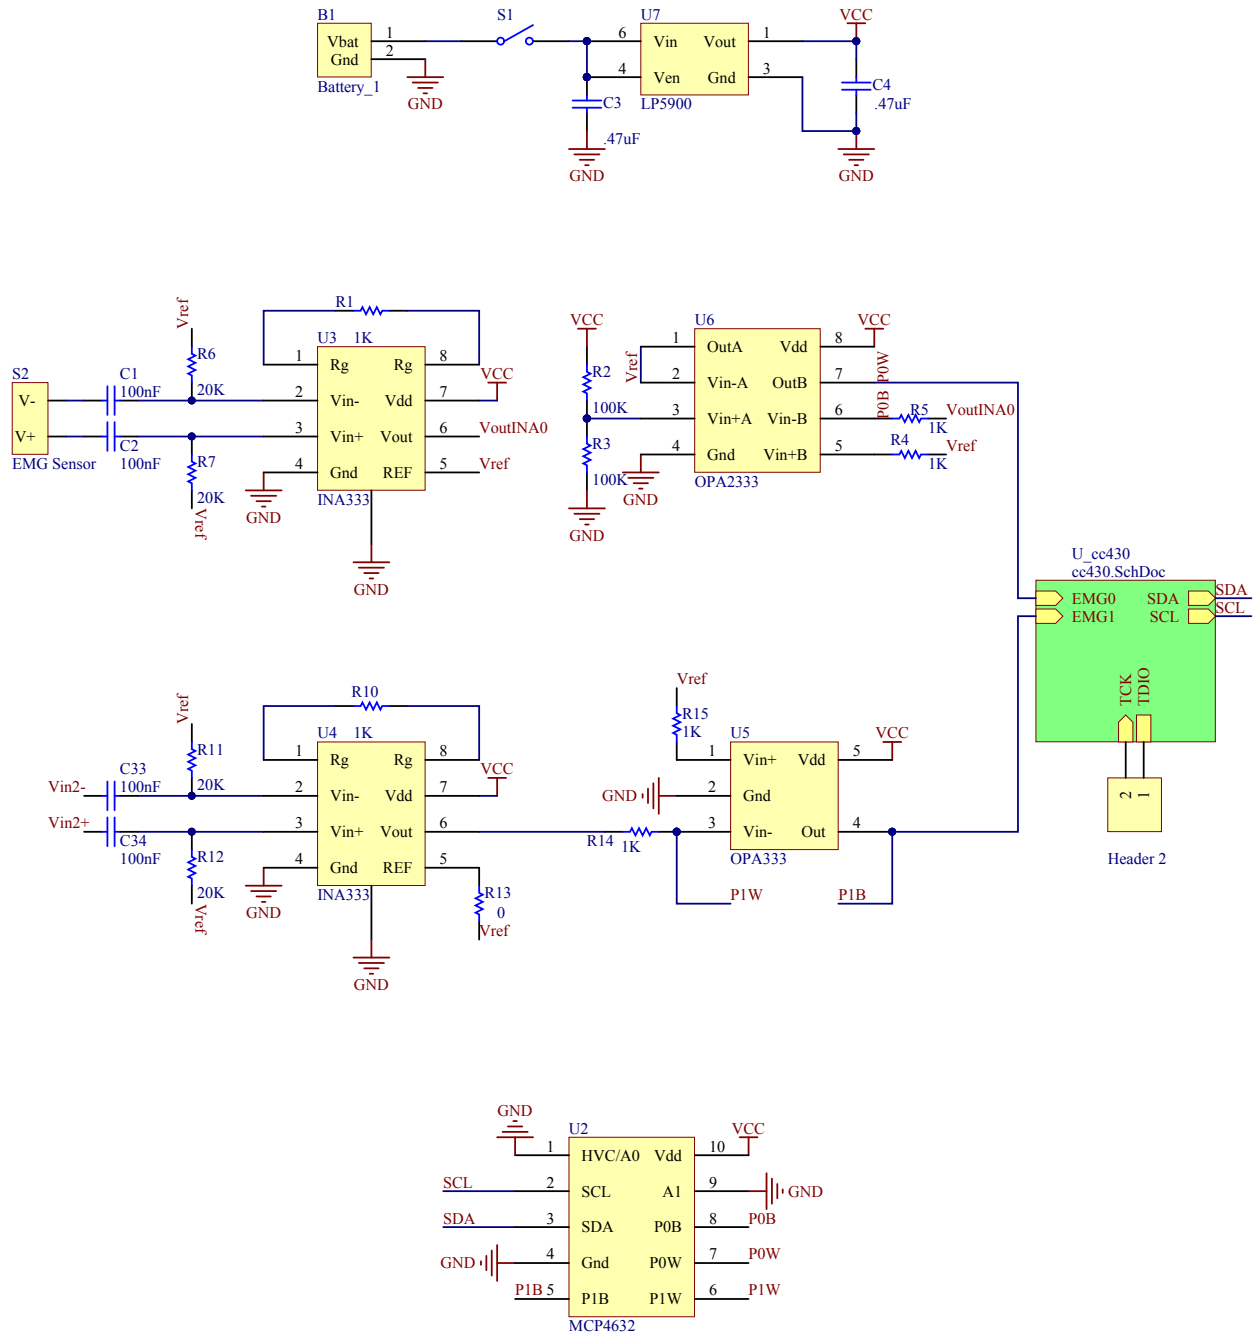 B1
Vbat 1
Gnd 2
Battery_1
GND
S1
U7
6 Vin Vout 1
4 Ven Gnd 3
LP5900
C3
.47uF
GND
VCC
C4
.47uF
GND
Vref
R6
20K
S2
V-
V+
EMG Sensor
C1
100nF
C2
100nF
R7
20K
Vref
R1
U3 1K
1 Rg Rg 8
2 Vin- Vdd 7
3 Vin+ Vout 6
4 Gnd REF 5
INA333
VCC
VoutINA0
Vref
GND
GND
VCC
R2
100K
R3
100K
GND
Vref
U6
1 OutA Vdd 8
2 Vin-A OutB 7
3 Vin+A Vin-B 6
4 Gnd Vin+B 5
OPA2333
GND
VCC
P0W
P0B
R5
1K
VoutINA0
R4
1K
Vref
U_cc430
cc430.SchDoc
EMG0 SDA
EMG1 SCL
SDA
SCL
TCK
TDIO
2
1
Header 2
Vref
R11
20K
Vin2-
Vin2+
C33
100nF
C34
100nF
R12
20K
Vref
R10
U4 1K
1 Rg Rg 8
2 Vin- Vdd 7
3 Vin+ Vout 6
4 Gnd REF 5
INA333
VCC
GND
GND
R13
0
Vref
R14 1K
Vref
R15
1K
U5
1 Vin+ Vdd 5
2 Gnd
3 Vin- Out 4
OPA333
GND
VCC
P1W
P1B
GND
U2
1 HVC/A0 Vdd 10
2 SCL A1 9
3 SDA P0B 8
4 Gnd P0W 7
5 P1B P1W 6
MCP4632
SCL
SDA
GND
P1B
VCC
GND
P0B
P0W
P1W